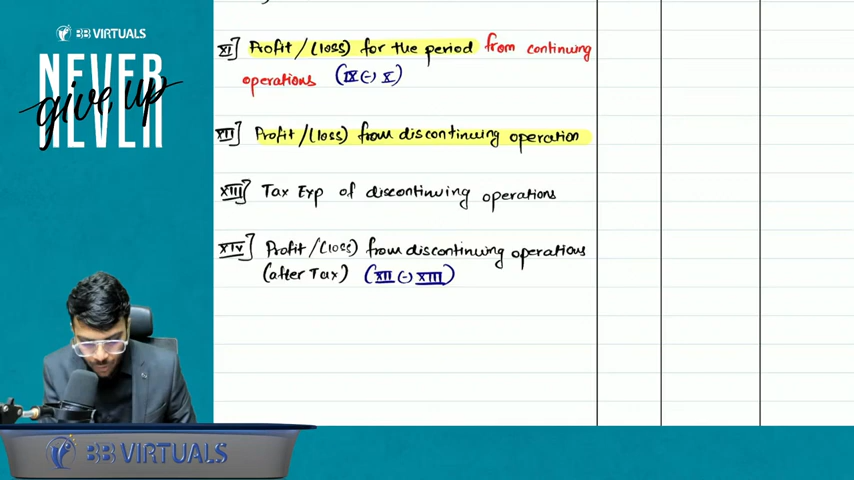 BB VIRTUALS
NEVER
give up
NEVER
XI] Profit/(loss) for the period from continuing
operations (IX (-) X)
XII] Profit/(loss) from discontinuing operation
XIII] Tax Exp of discontinuing operations
XIV] Profit/(loss) from discontinuing operations
(after Tax) (XII (-) XIII)
BB VIRTUALS